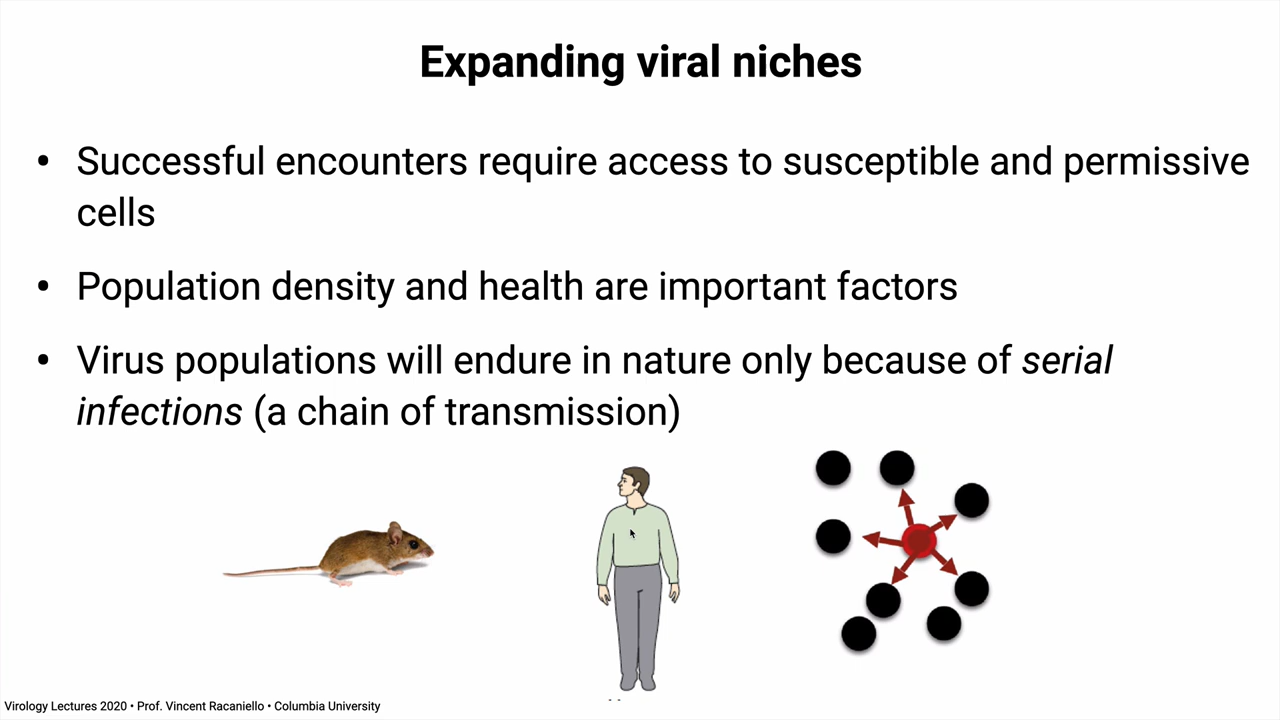 Expanding viral niches
• Successful encounters require access to susceptible and permissive
cells
• Population density and health are important factors
• Virus populations will endure in nature only because of serial
infections (a chain of transmission)
Virology Lectures 2020 • Prof. Vincent Racaniello • Columbia University